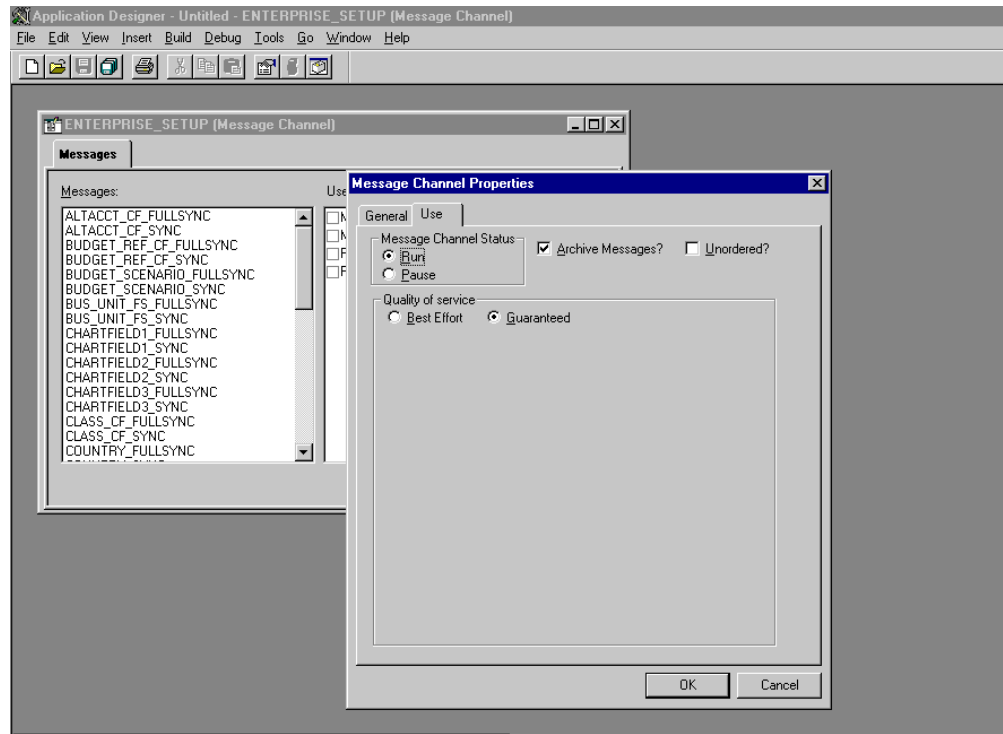 Application Designer - Untitled - ENTERPRISE_SETUP (Message Channel)
File Edit View Insert Build Debug Tools Go Window Help
ENTERPRISE_SETUP (Message Channel)
Messages
Messages:
ALTACCT_CF_FULLSYNC
ALTACCT_CF_SYNC
BUDGET_REF_CF_FULLSYNC
BUDGET_REF_CF_SYNC
BUDGET_SCENARIO_FULLSYNC
BUDGET_SCENARIO_SYNC
BUS_UNIT_FS_FULLSYNC
BUS_UNIT_FS_SYNC
CHARTFIELD1_FULLSYNC
CHARTFIELD1_SYNC
CHARTFIELD2_FULLSYNC
CHARTFIELD2_SYNC
CHARTFIELD3_FULLSYNC
CHARTFIELD3_SYNC
CLASS_CF_FULLSYNC
CLASS_CF_SYNC
COUNTRY_FULLSYNC
Use
Message Channel Properties
General Use
Message Channel Status
Run
Pause
Archive Messages?
Unordered?
Quality of service
Best Effort Guaranteed
OK Cancel